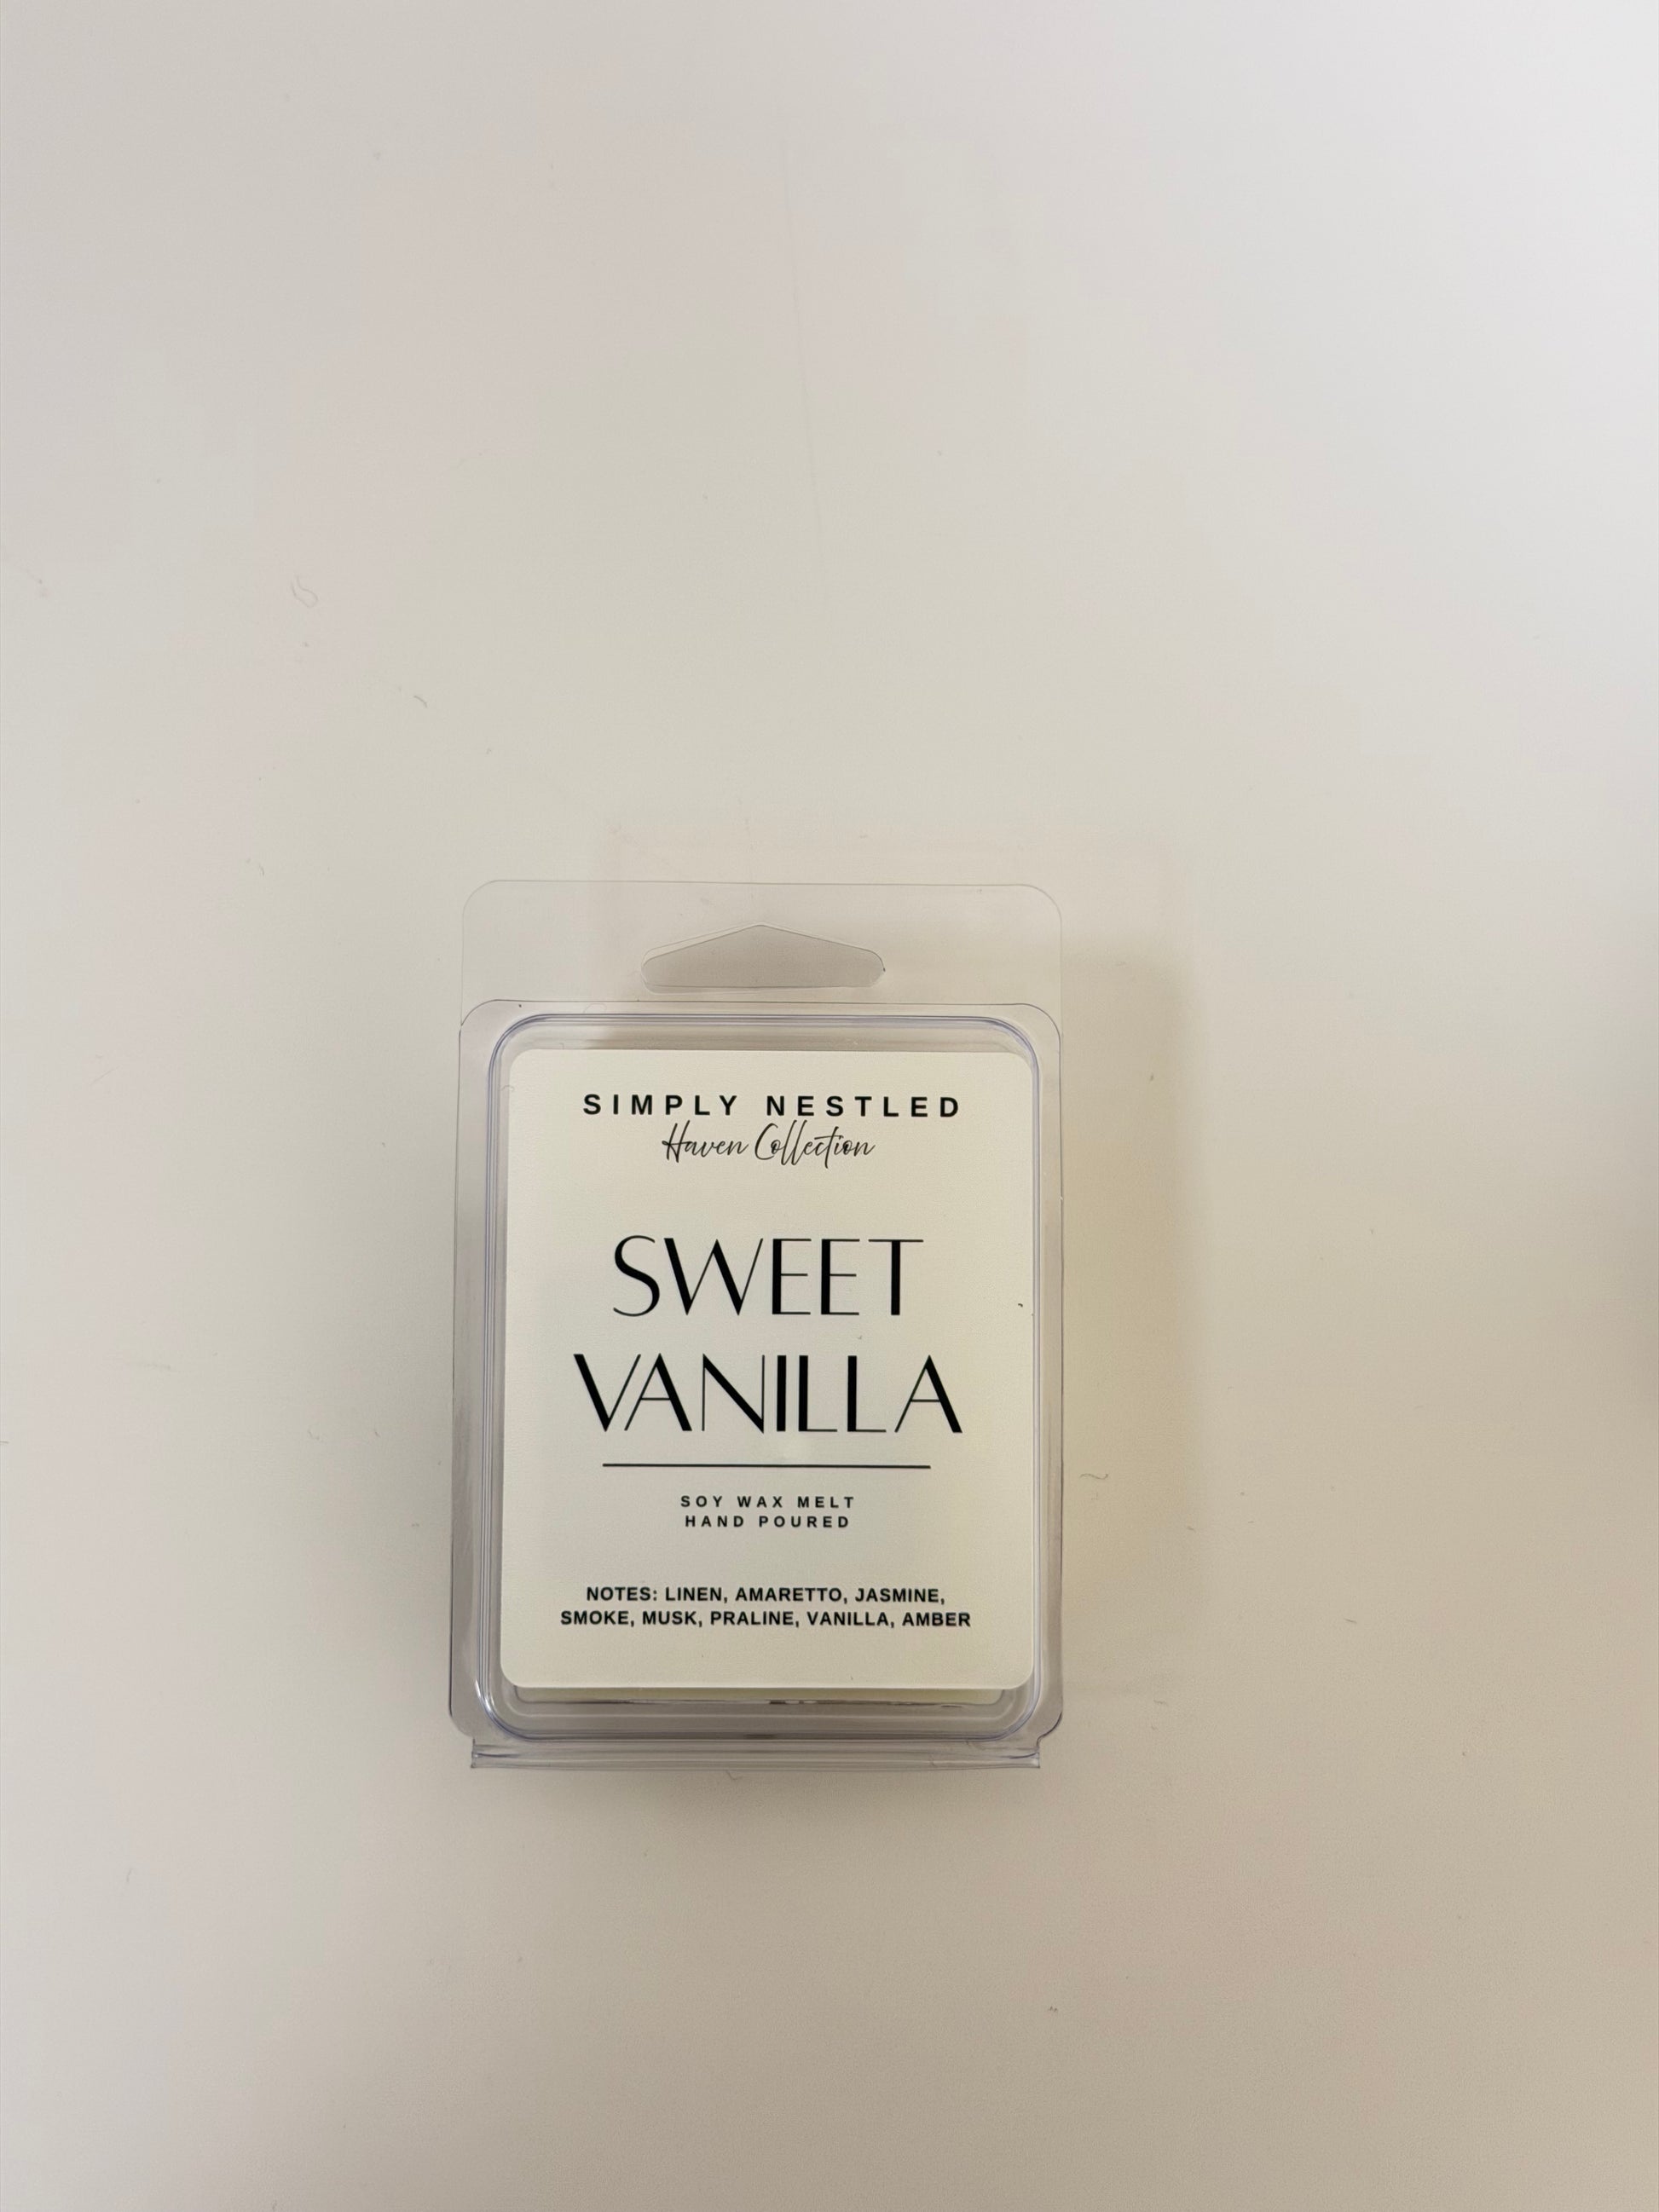 SIMPLY NESTLED
Haven Collection
SWEET
VANILLA
SOY WAX MELT
HAND POURED
NOTES: LINEN, AMARETTO, JASMINE,
SMOKE, MUSK, PRALINE, VANILLA, AMBER